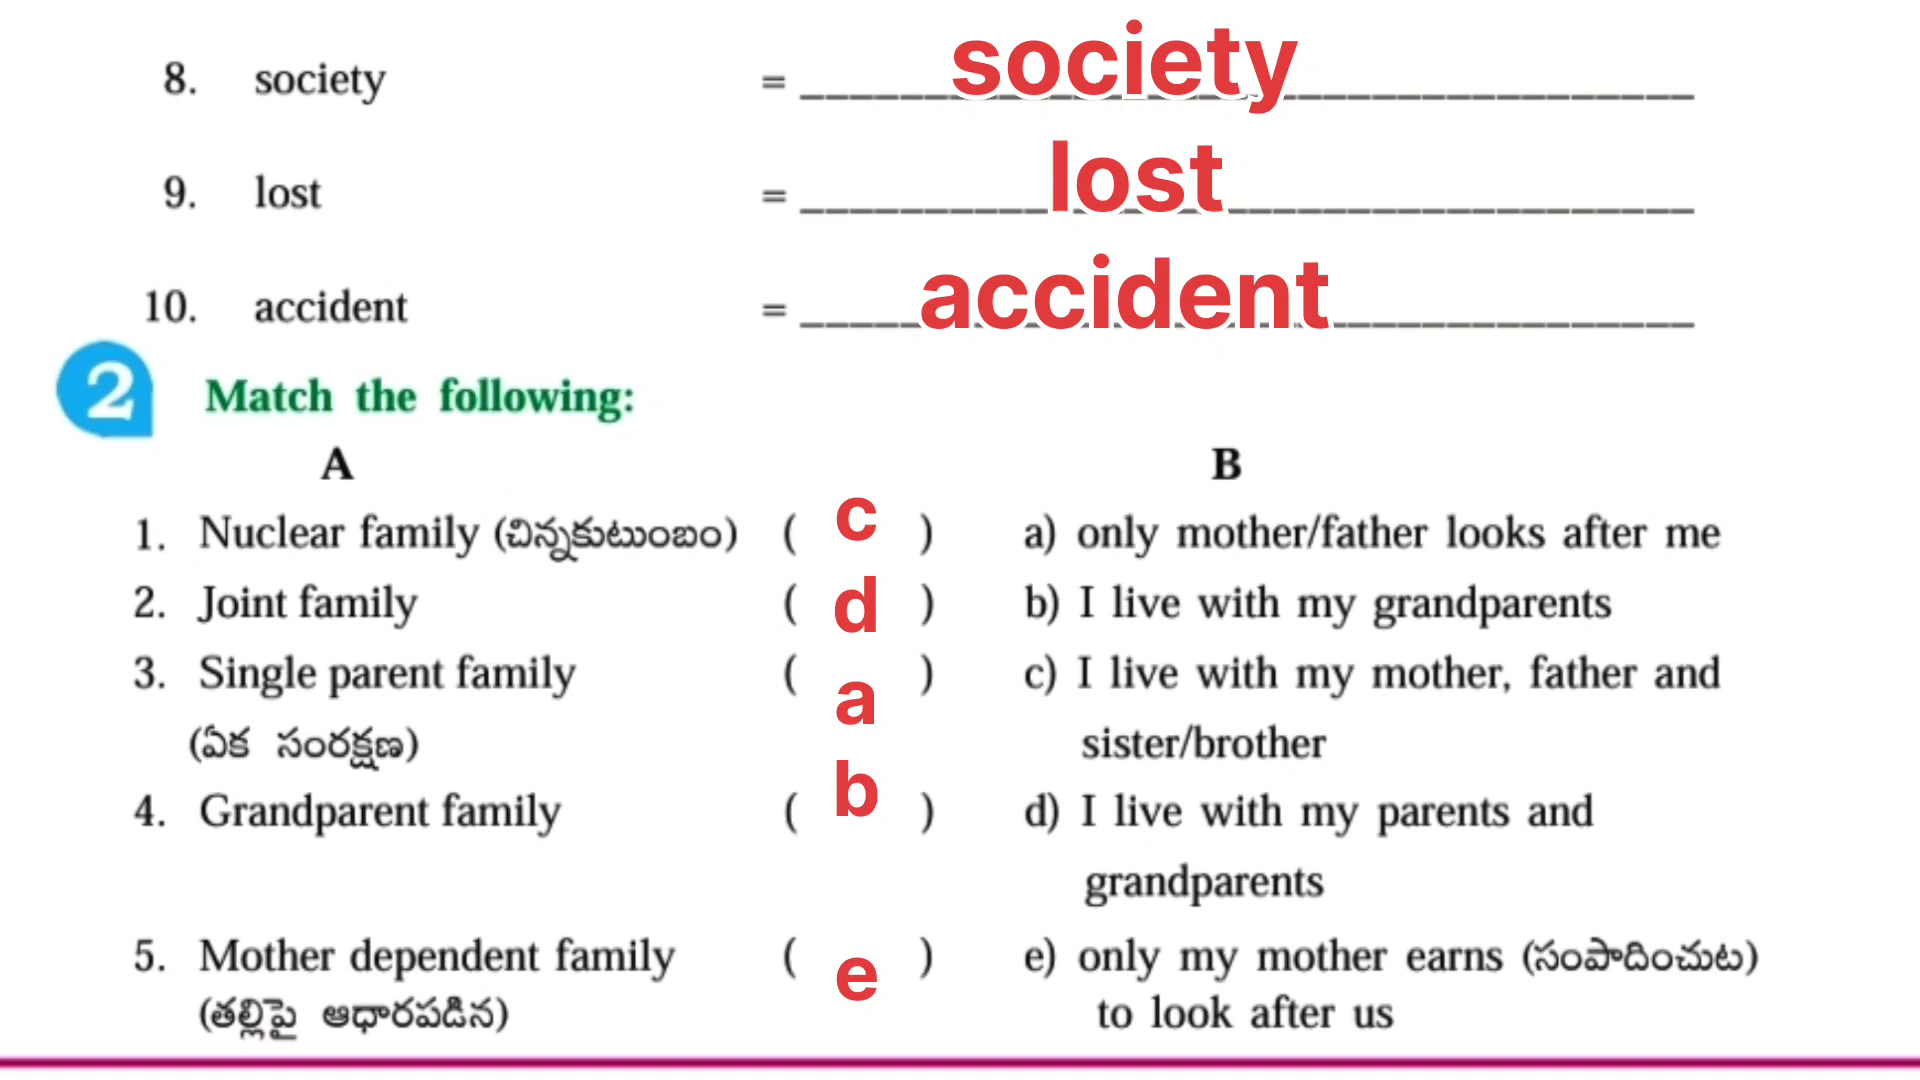 8. society = society
9. lost = lost
10. accident = accident
2 Match the following:
A B
1. Nuclear family (చిన్నకుటుంబం) ( c ) a) only mother/father looks after me
2. Joint family ( d ) b) I live with my grandparents
3. Single parent family ( a ) c) I live with my mother, father and
(ఏక సంరక్షణ) sister/brother
4. Grandparent family ( b ) d) I live with my parents and
grandparents
5. Mother dependent family ( e ) e) only my mother earns (సంపాదించుట)
(తల్లిపై ఆధారపడిన) to look after us